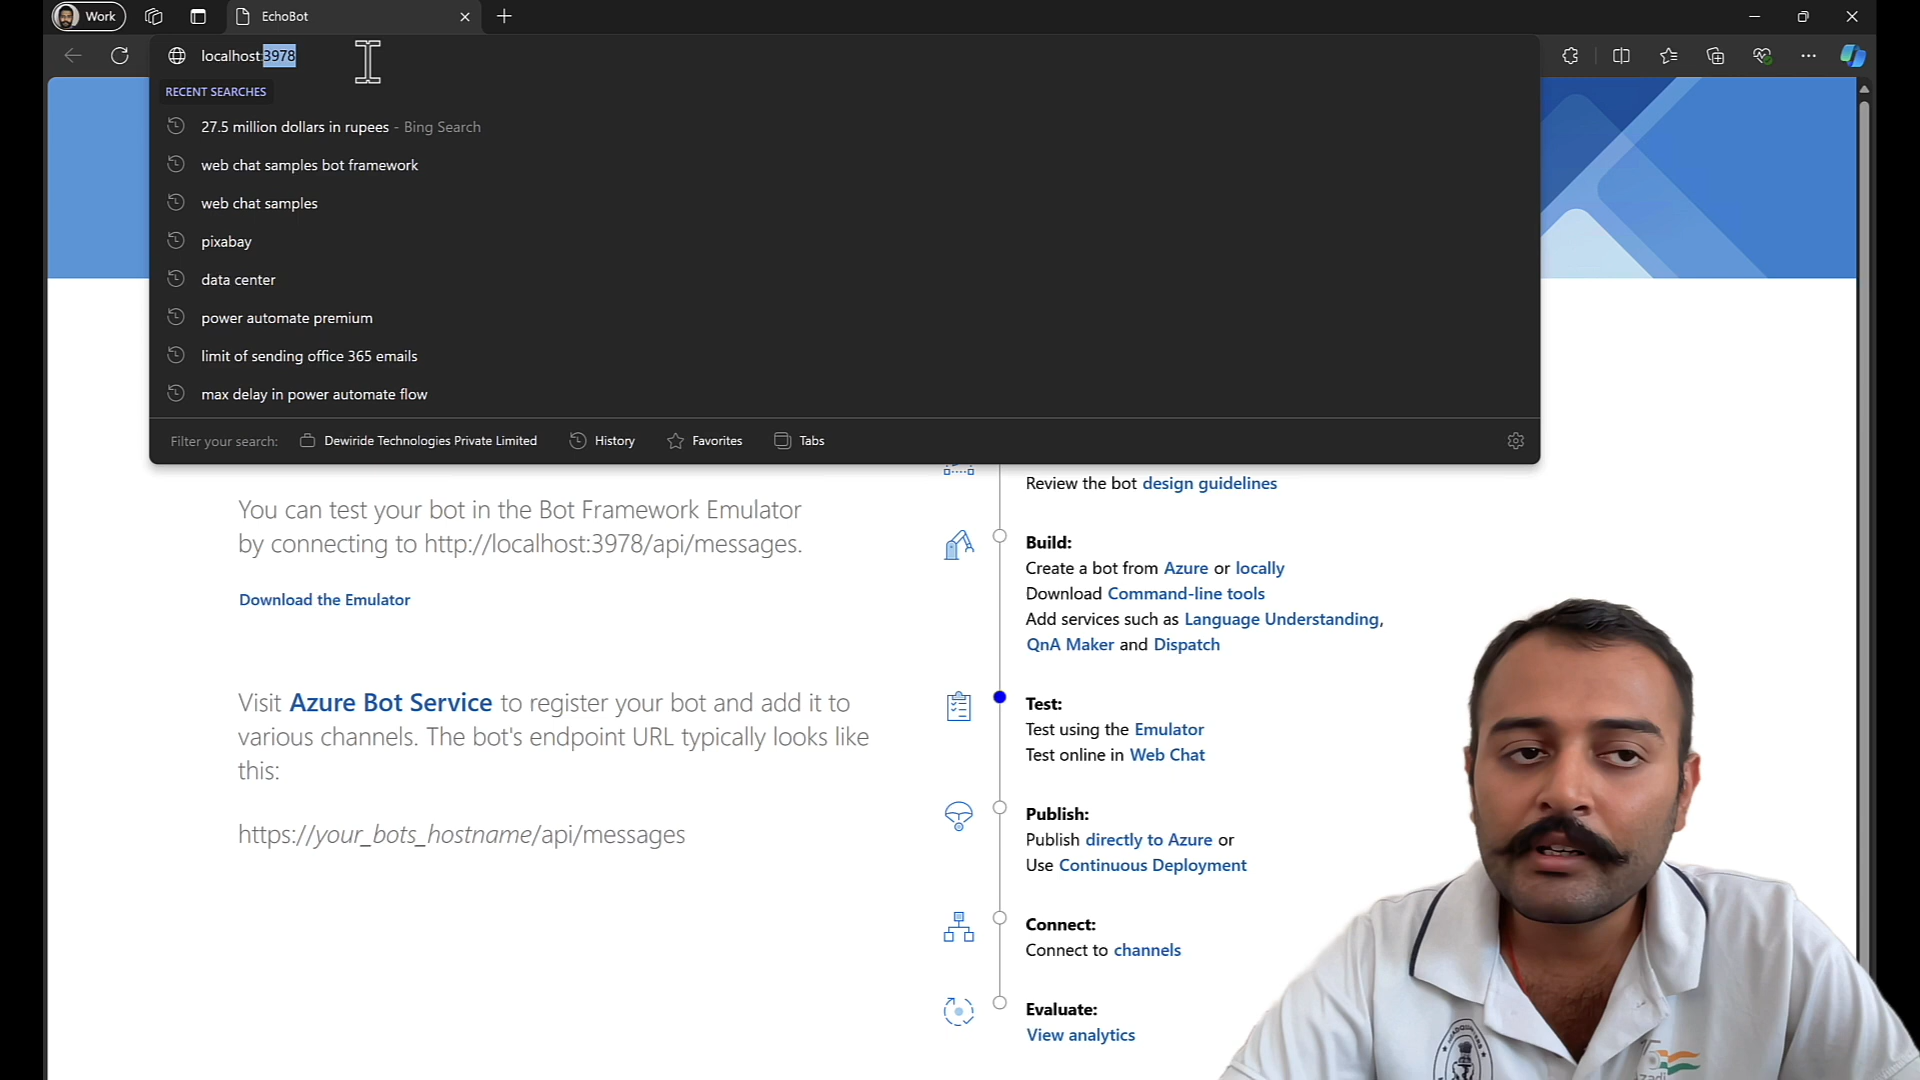 Work
EchoBot
localhost:3978
RECENT SEARCHES
27.5 million dollars in rupees - Bing Search
web chat samples bot framework
web chat samples
pixabay
data center
power automate premium
limit of sending office 365 emails
max delay in power automate flow
Filter your search:
Dewiride Technologies Private Limited
History
Favorites
Tabs
You can test your bot in the Bot Framework Emulator
by connecting to http://localhost:3978/api/messages.
Download the Emulator
Visit Azure Bot Service to register your bot and add it to
various channels. The bot's endpoint URL typically looks like
this:
https://your_bots_hostname/api/messages
Review the bot design guidelines
Build:
Create a bot from Azure or locally
Download Command-line tools
Add services such as Language Understanding,
QnA Maker and Dispatch
Test:
Test using the Emulator
Test online in Web Chat
Publish:
Publish directly to Azure or
Use Continuous Deployment
Connect:
Connect to channels
Evaluate:
View analytics